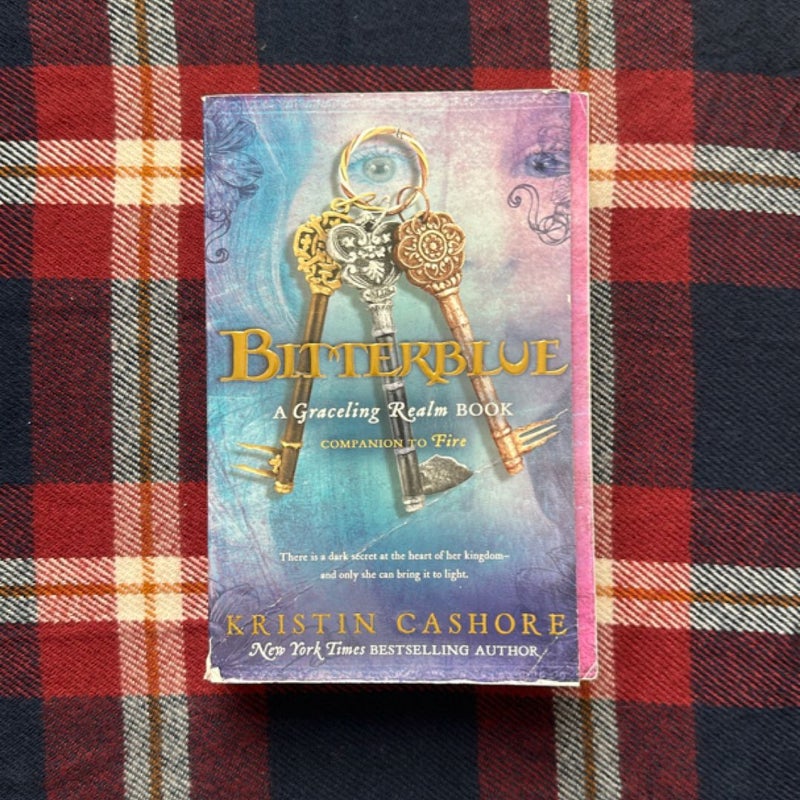 BITTERBLUE
A Graceling Realm BOOK
COMPANION TO Fire
There is a dark secret at the heart of her kingdom–
and only she can bring it to light.
KRISTIN CASHORE
New York Times BESTSELLING AUTHOR